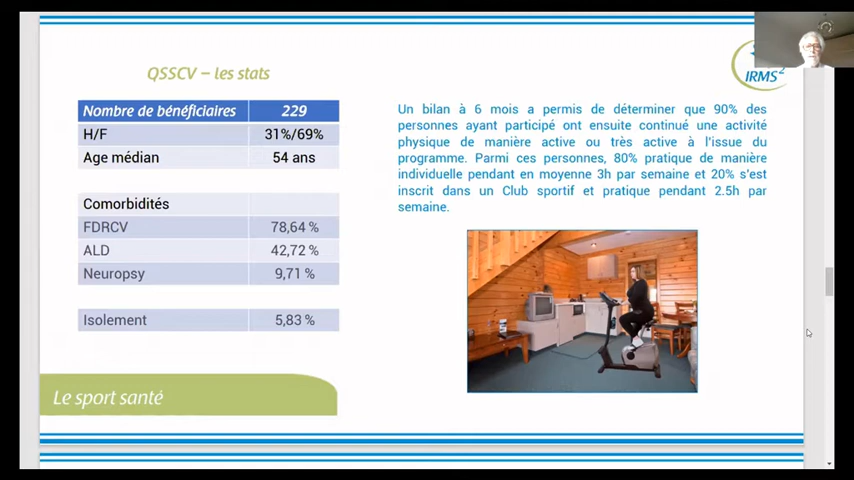 QSSCV – les stats
IRMS²
Nombre de bénéficiaires 229
H/F 31%/69%
Age médian 54 ans
Comorbidités
FDRCV 78,64 %
ALD 42,72 %
Neuropsy 9,71 %
Isolement 5,83 %
Un bilan à 6 mois a permis de déterminer que 90% des
personnes ayant participé ont ensuite continué une activité
physique de manière active ou très active à l'issue du
programme. Parmi ces personnes, 80% pratique de manière
individuelle pendant en moyenne 3h par semaine et 20% s'est
inscrit dans un Club sportif et pratique pendant 2.5h par
semaine.
Le sport santé